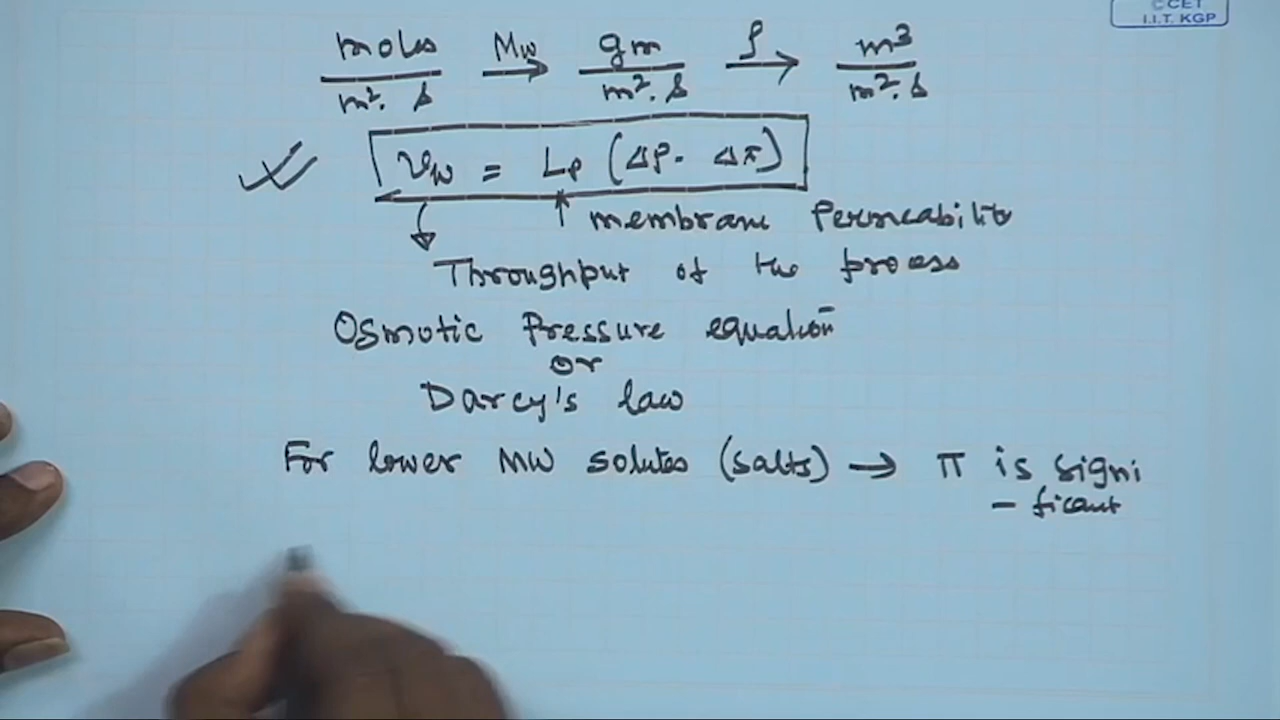 © CET
I.I.T. KGP
moles / m². s → Mw → gm / m². s → ρ → m³ / m². s
𝑣w = Lp (ΔP - Δπ)
membrane Permeability
Throughput of the process
Osmotic Pressure equation
or
Darcy's law
For lower MW solutes (salts) → π is signi
- ficant